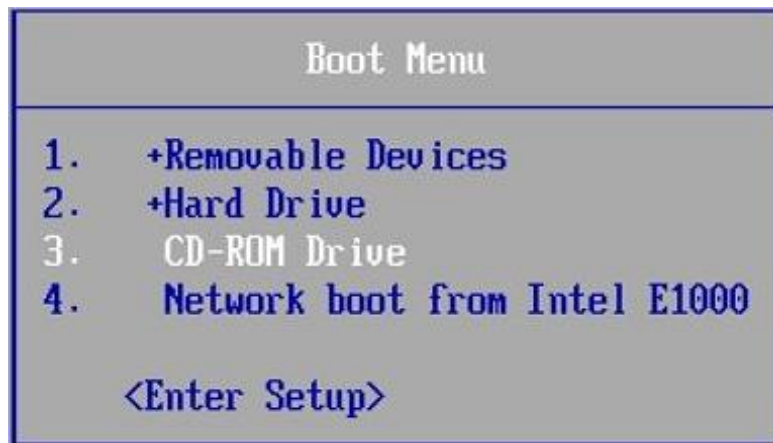 Boot Menu
1. +Removable Devices
2. +Hard Drive
3. CD-ROM Drive
4. Network boot from Intel E1000
<Enter Setup>